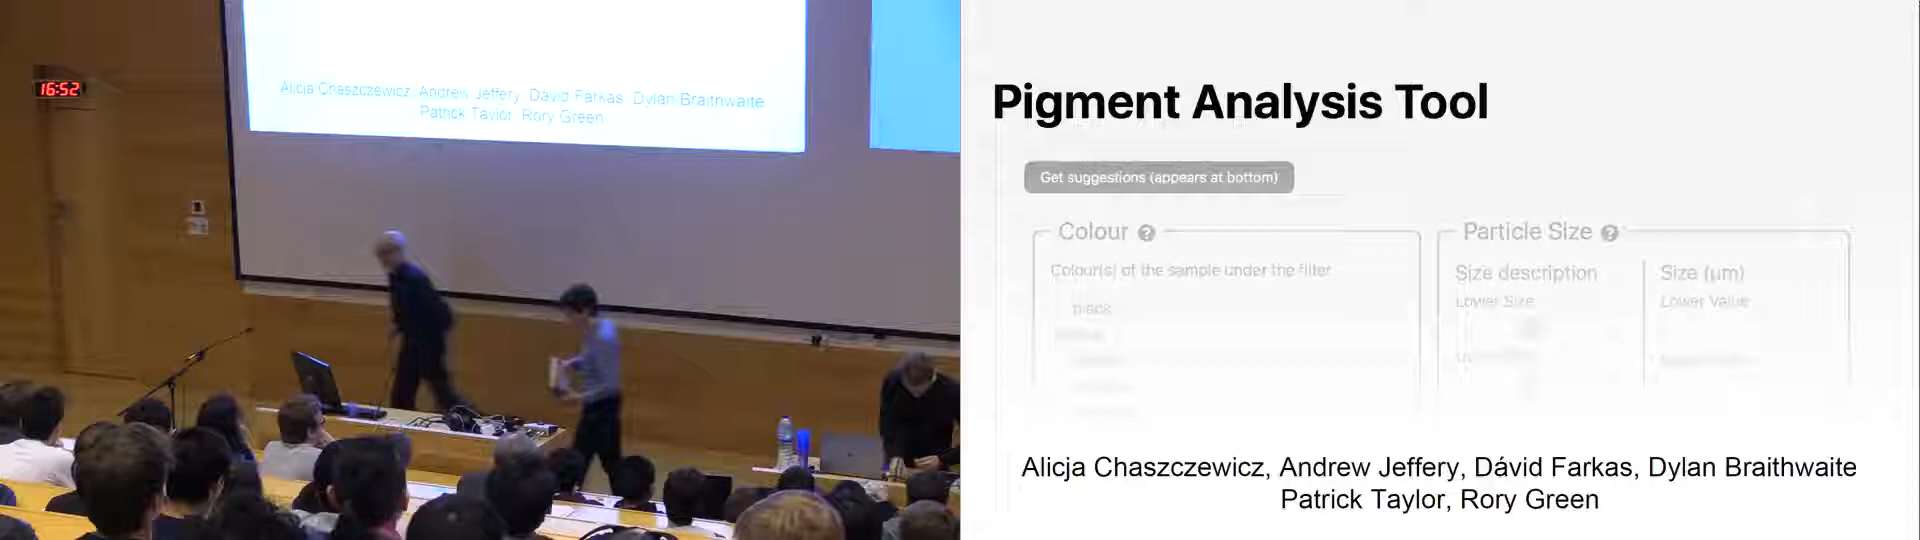 16:52
Alicja Chaszczewicz, Andrew Jeffery, Dávid Farkas, Dylan Braithwaite
Patrick Taylor, Rory Green
Pigment Analysis Tool
Get suggestions (appears at bottom)
Colour ?
Colour(s) of the sample under the filter
black
Particle Size ?
Size description
Lower Size
Size (μm)
Lower Value
Alicja Chaszczewicz, Andrew Jeffery, Dávid Farkas, Dylan Braithwaite
Patrick Taylor, Rory Green